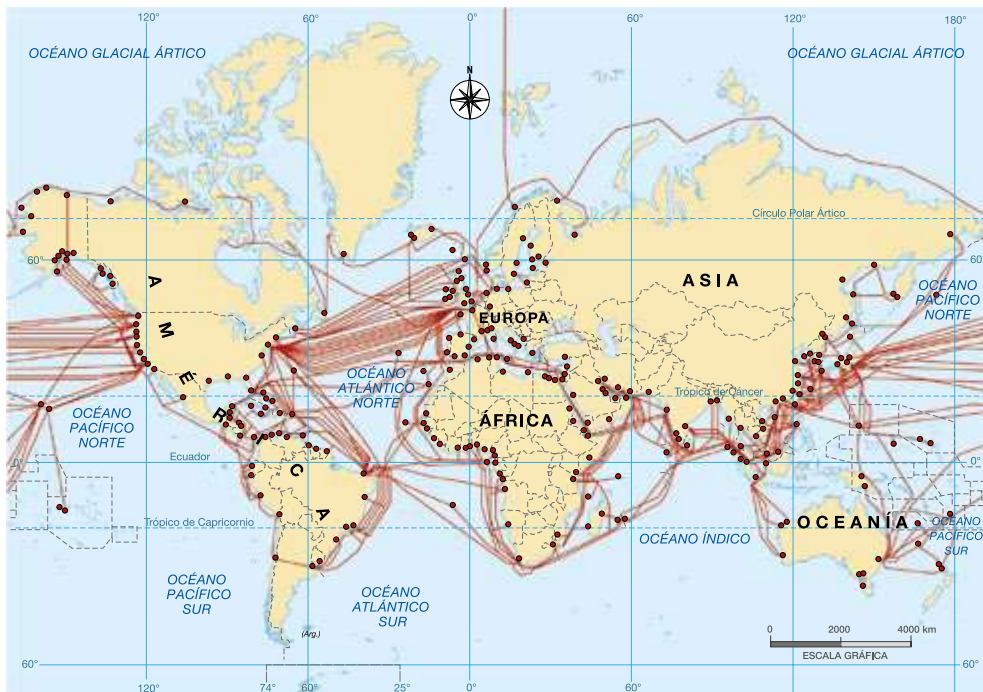 120° 60° 0° 60° 120° 180°
OCÉANO GLACIAL ÁRTICO
OCÉANO GLACIAL ÁRTICO
N
Círculo Polar Ártico
60°
60°
ASIA
AMÉRICA
EUROPA
OCÉANO
PACÍFICO
NORTE
OCÉANO
ATLÁNTICO
NORTE
Trópico de Cáncer
OCÉANO
PACÍFICO
NORTE
ÁFRICA
Ecuador
0°
0°
Trópico de Capricornio
OCEANÍA
OCÉANO
PACÍFICO
SUR
OCÉANO ÍNDICO
OCÉANO
PACÍFICO
SUR
OCÉANO
ATLÁNTICO
SUR
(Arg.)
0 2000 4000 km
ESCALA GRÁFICA
60°
60°
120° 74° 60° 25° 0° 60° 120°